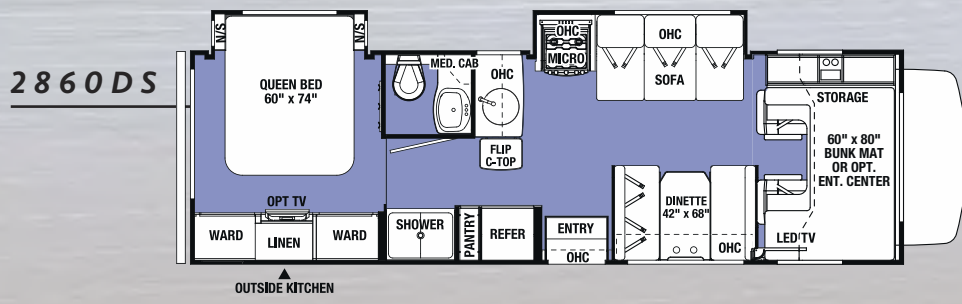 2860DS
N/S
N/S
QUEEN BED
60" x 74"
MED. CAB
OHC
FLIP
C-TOP
OHC
MICRO
OHC
SOFA
STORAGE
60" x 80"
BUNK MAT
OR OPT.
ENT. CENTER
LED TV
OPT TV
WARD
LINEN
WARD
SHOWER
PANTRY
REFER
ENTRY
OHC
DINETTE
42" x 68"
OHC
OUTSIDE KITCHEN